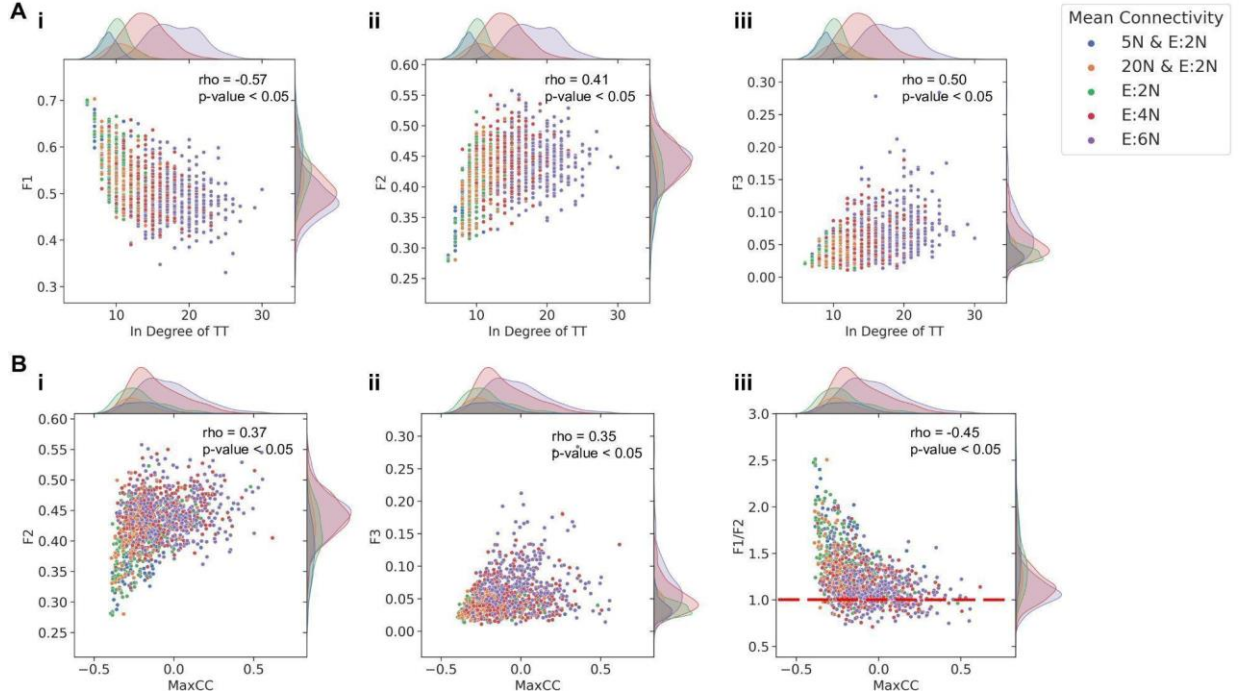 A
i
rho = -0.57
p-value < 0.05
0.7
0.6
0.5
0.4
0.3
F1
10
20
30
In Degree of TT
ii
rho = 0.41
p-value < 0.05
0.60
0.55
0.50
0.45
0.40
0.35
0.30
0.25
F2
10
20
30
In Degree of TT
iii
rho = 0.50
p-value < 0.05
0.30
0.25
0.20
0.15
0.10
0.05
0.00
F3
10
20
30
In Degree of TT
Mean Connectivity
5N & E:2N
20N & E:2N
E:2N
E:4N
E:6N
B
i
rho = 0.37
p-value < 0.05
0.60
0.55
0.50
0.45
0.40
0.35
0.30
0.25
F2
−0.5
0.0
0.5
MaxCC
ii
rho = 0.35
p-value < 0.05
0.30
0.25
0.20
0.15
0.10
0.05
0.00
F3
−0.5
0.0
0.5
MaxCC
iii
rho = -0.45
p-value < 0.05
3.0
2.5
2.0
1.5
1.0
0.5
F1/F2
−0.5
0.0
0.5
MaxCC